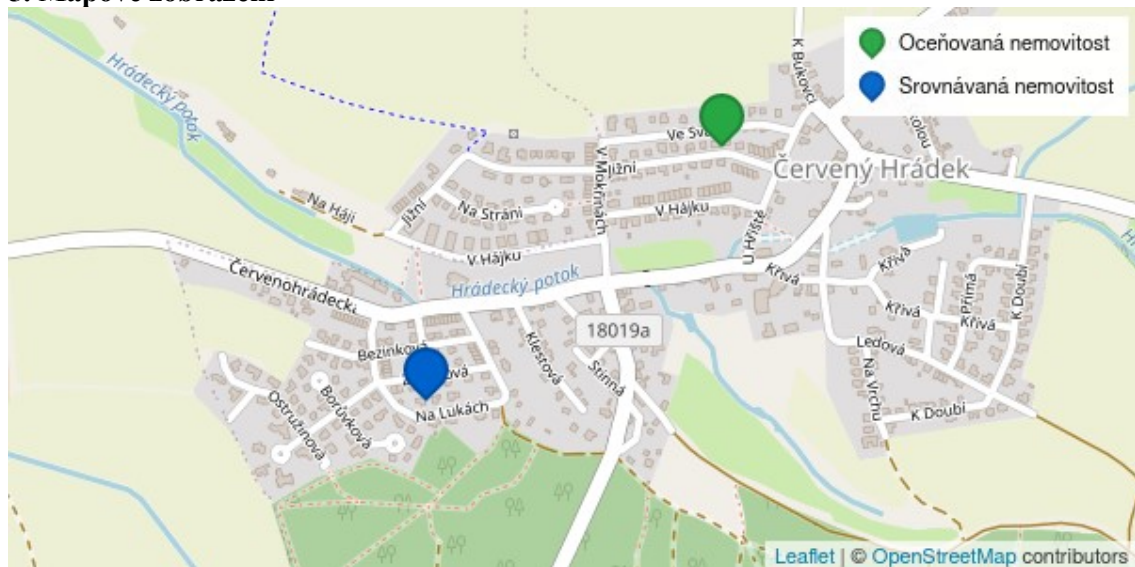 Oceňovaná nemovitost
Srovnávaná nemovitost
Hrádecký potok
K Bukovci
Ve
Jižní
V Mokřinách
Červený Hrádek
Na Háji
Jižní
Na Stráni
V Hájku
U Hřiště
V Hájku
Červenohrádecká
Hrádecký potok
Křivá
Křivá
Přímá
K Doubí
Křivá
Křivá
18019a
Ledová
Bezinková
Klestová
Stinná
Na Vrchu
K Doubí
Na Lukách
Borůvková
Ostružinová
Leaflet | © OpenStreetMap contributors